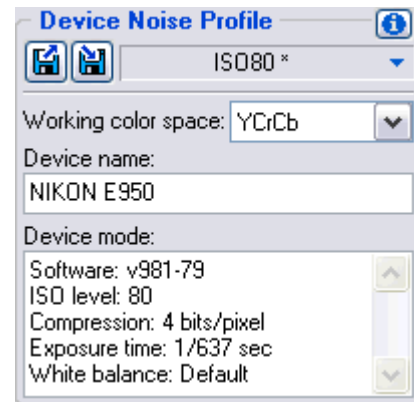 Device Noise Profile
ISO80 *
Working color space: YCrCb
Device name:
NIKON E950
Device mode:
Software: v981-79
ISO level: 80
Compression: 4 bits/pixel
Exposure time: 1/637 sec
White balance: Default